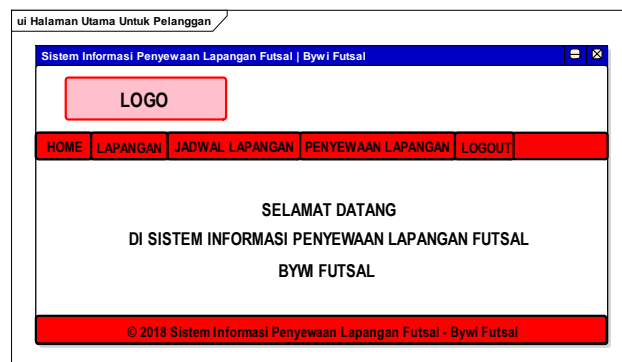 ui Halaman Utama Untuk Pelanggan
Sistem Informasi Penyewaan Lapangan Futsal | Bywi Futsal
LOGO
HOME LAPANGAN JADWAL LAPANGAN PENYEWAAN LAPANGAN LOGOUT
SELAMAT DATANG
DI SISTEM INFORMASI PENYEWAAN LAPANGAN FUTSAL
BYWI FUTSAL
© 2018 Sistem Informasi Penyewaan Lapangan Futsal - Bywi Futsal